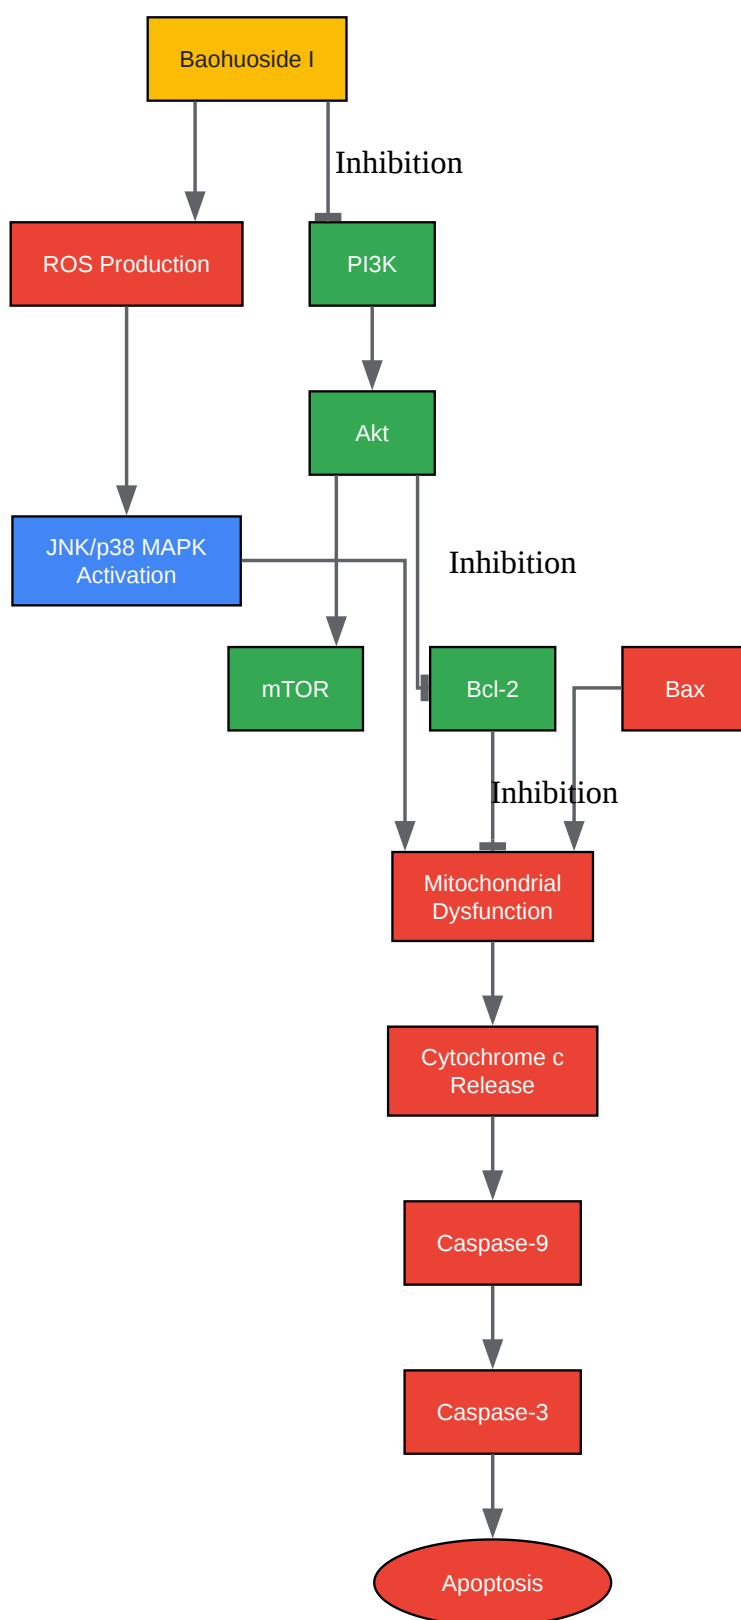 Baohuoside I
Inhibition
ROS Production
PI3K
Akt
JNK/p38 MAPK
Activation
Inhibition
mTOR
Bcl-2
Bax
Inhibition
Mitochondrial
Dysfunction
Cytochrome c
Release
Caspase-9
Caspase-3
Apoptosis